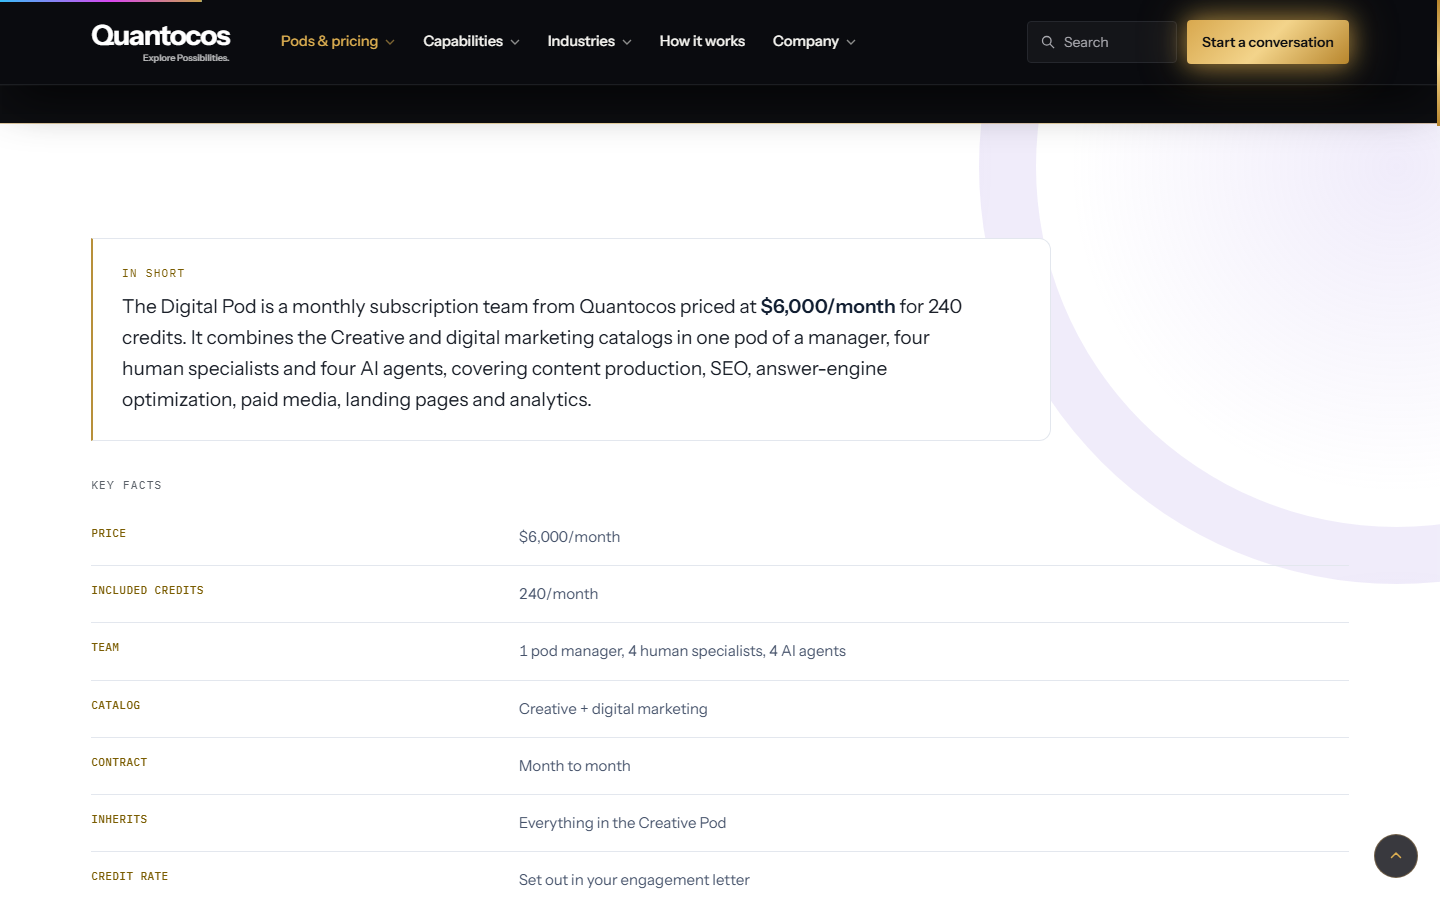 Quantocos
Explore Possibilities.
Pods & pricing
Capabilities
Industries
How it works
Company
Search
Start a conversation
IN SHORT
The Digital Pod is a monthly subscription team from Quantocos priced at $6,000/month for 240
credits. It combines the Creative and digital marketing catalogs in one pod of a manager, four
human specialists and four AI agents, covering content production, SEO, answer-engine
optimization, paid media, landing pages and analytics.
KEY FACTS
PRICE
$6,000/month
INCLUDED CREDITS
240/month
TEAM
1 pod manager, 4 human specialists, 4 AI agents
CATALOG
Creative + digital marketing
CONTRACT
Month to month
INHERITS
Everything in the Creative Pod
CREDIT RATE
Set out in your engagement letter